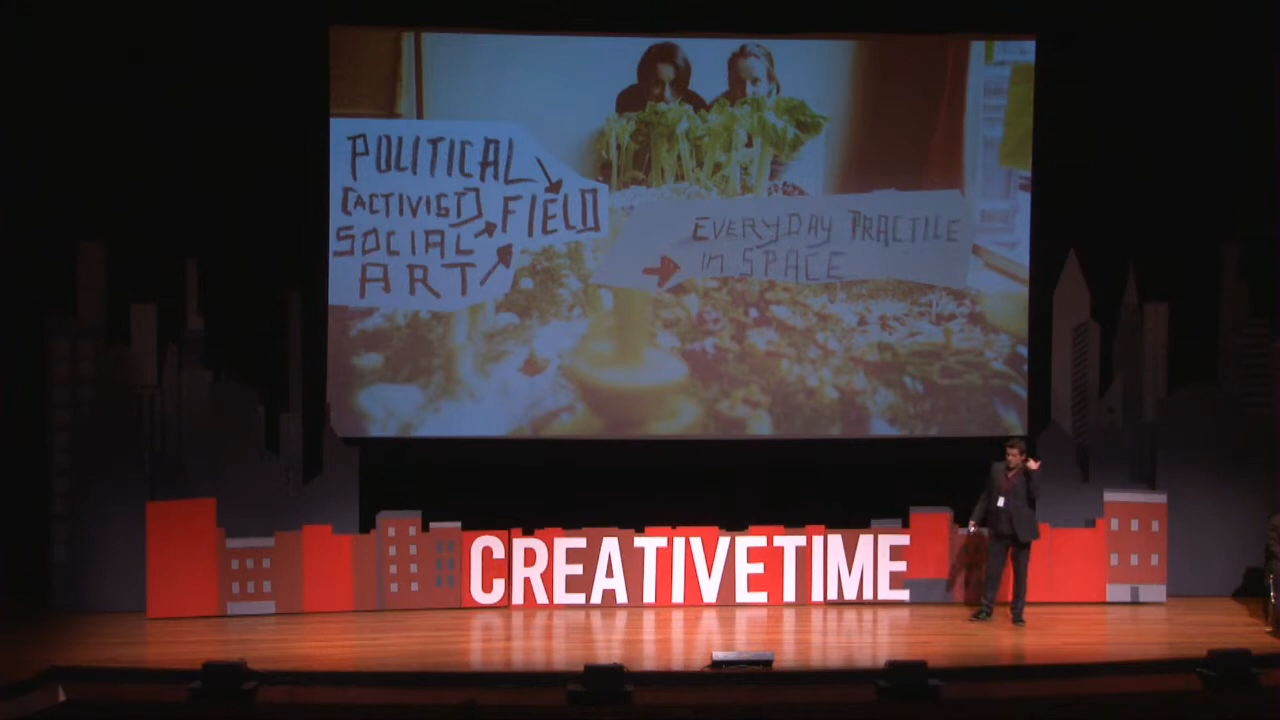 POLITICAL
[ACTIVIST] FIELD
SOCIAL
ART
EVERYDAY PRACTICE
IN SPACE
CREATIVETIME